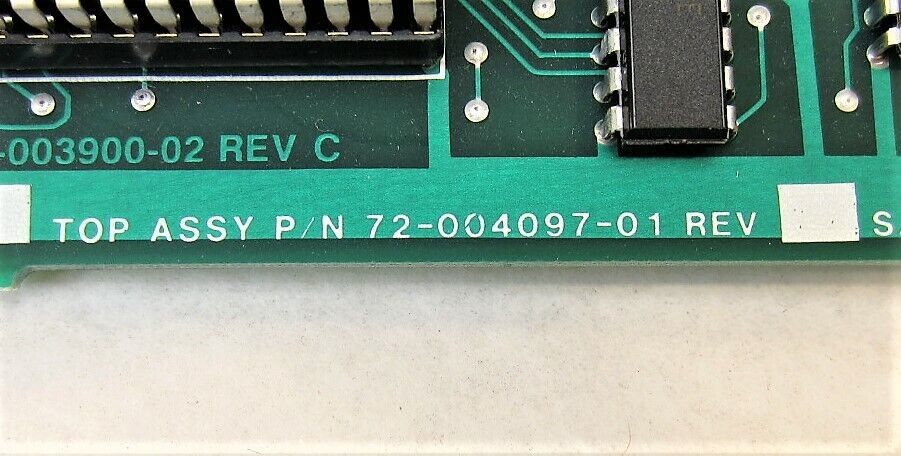 -003900-02 REV C
TOP ASSY P/N 72-004097-01 REV